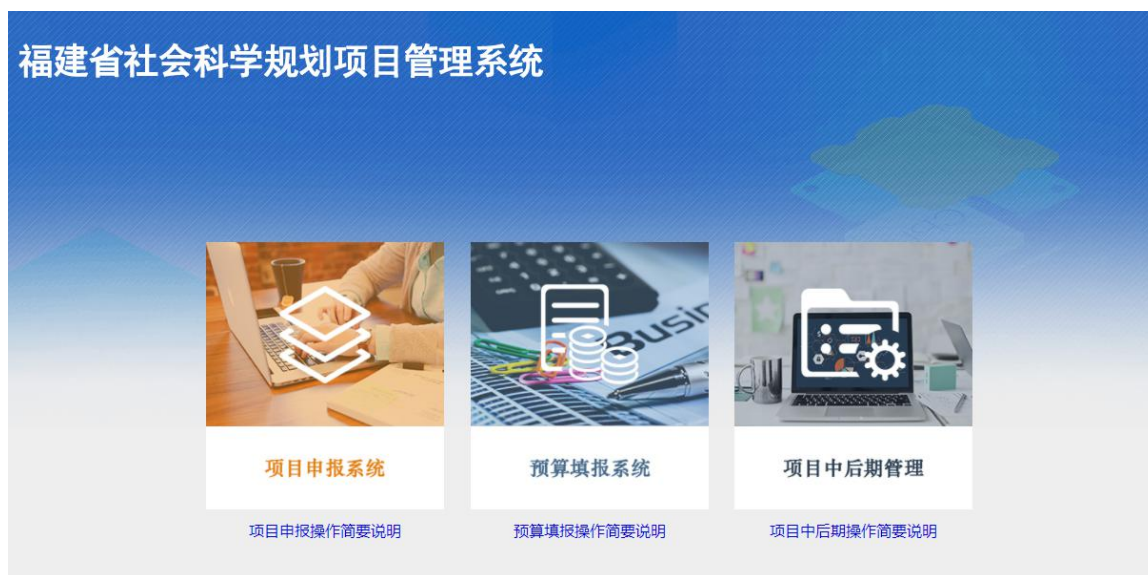 福建省社会科学规划项目管理系统
Busin
项目申报系统
预算填报系统
项目中后期管理
项目申报操作简要说明
预算填报操作简要说明
项目中后期操作简要说明